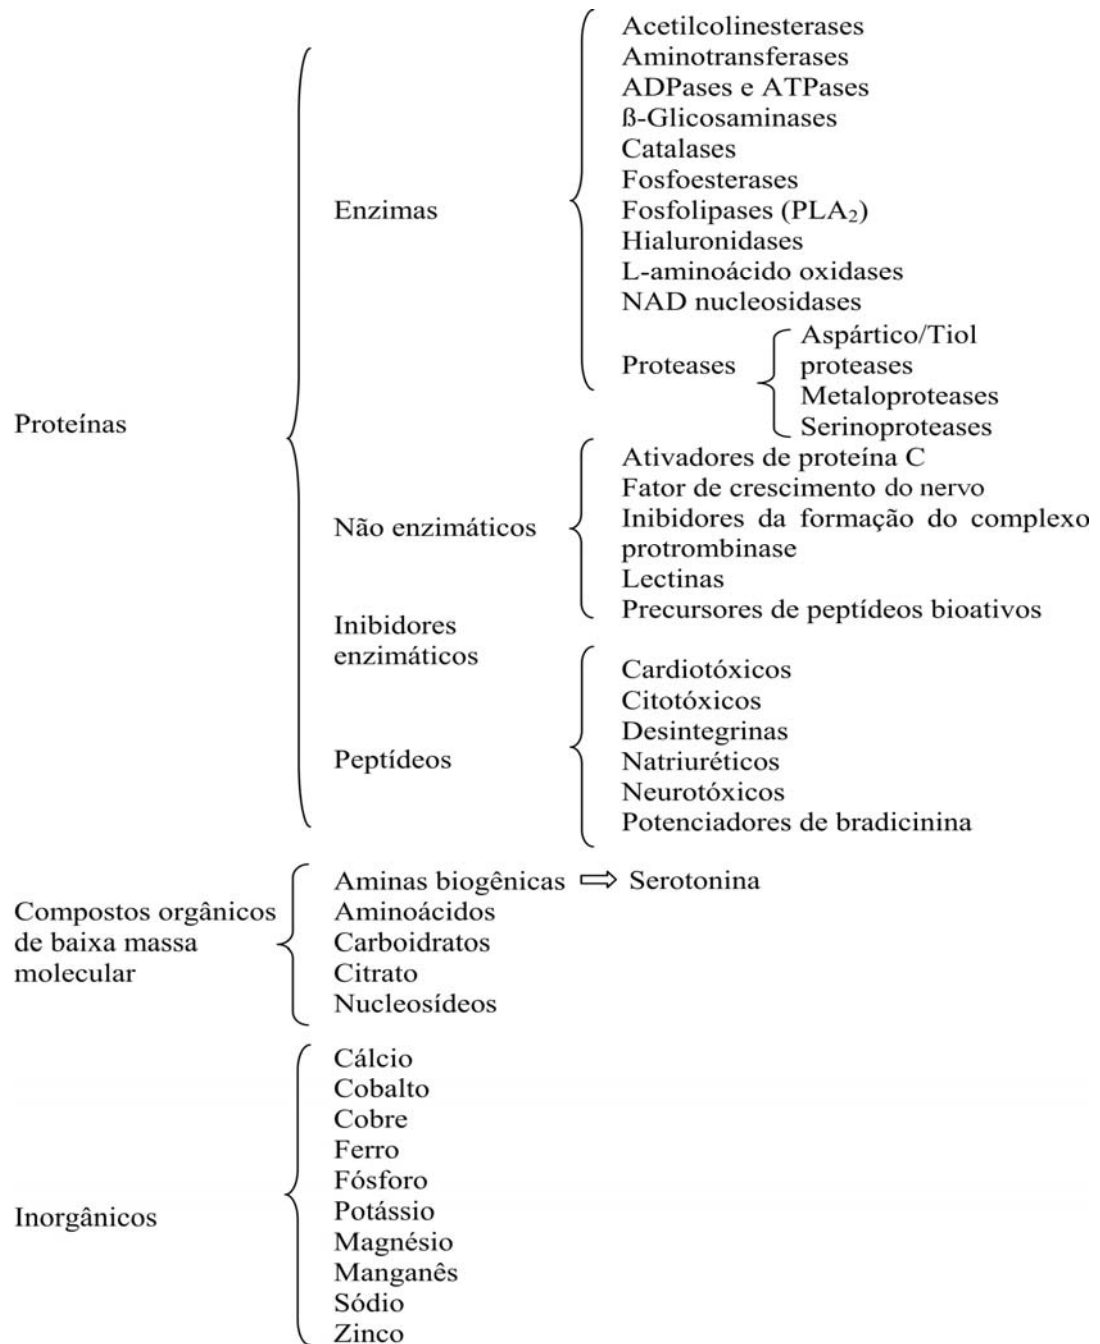 Proteínas
Enzimas
Acetilcolinesterases
Aminotransferases
ADPases e ATPases
ß-Glicosaminases
Catalases
Fosfoesterases
Fosfolipases (PLA₂)
Hialuronidases
L-aminoácido oxidases
NAD nucleosidases
Proteases
Aspártico/Tiol
proteases
Metaloproteases
Serinoproteases
Não enzimáticos
Ativadores de proteína C
Fator de crescimento do nervo
Inibidores da formação do complexo
protrombinase
Lectinas
Precursores de peptídeos bioativos
Inibidores
enzimáticos
Peptídeos
Cardiotóxicos
Citotóxicos
Desintegrinas
Natriuréticos
Neurotóxicos
Potenciadores de bradicinina
Compostos orgânicos
de baixa massa
molecular
Aminas biogênicas ⇨ Serotonina
Aminoácidos
Carboidratos
Citrato
Nucleosídeos
Inorgânicos
Cálcio
Cobalto
Cobre
Ferro
Fósforo
Potássio
Magnésio
Manganês
Sódio
Zinco